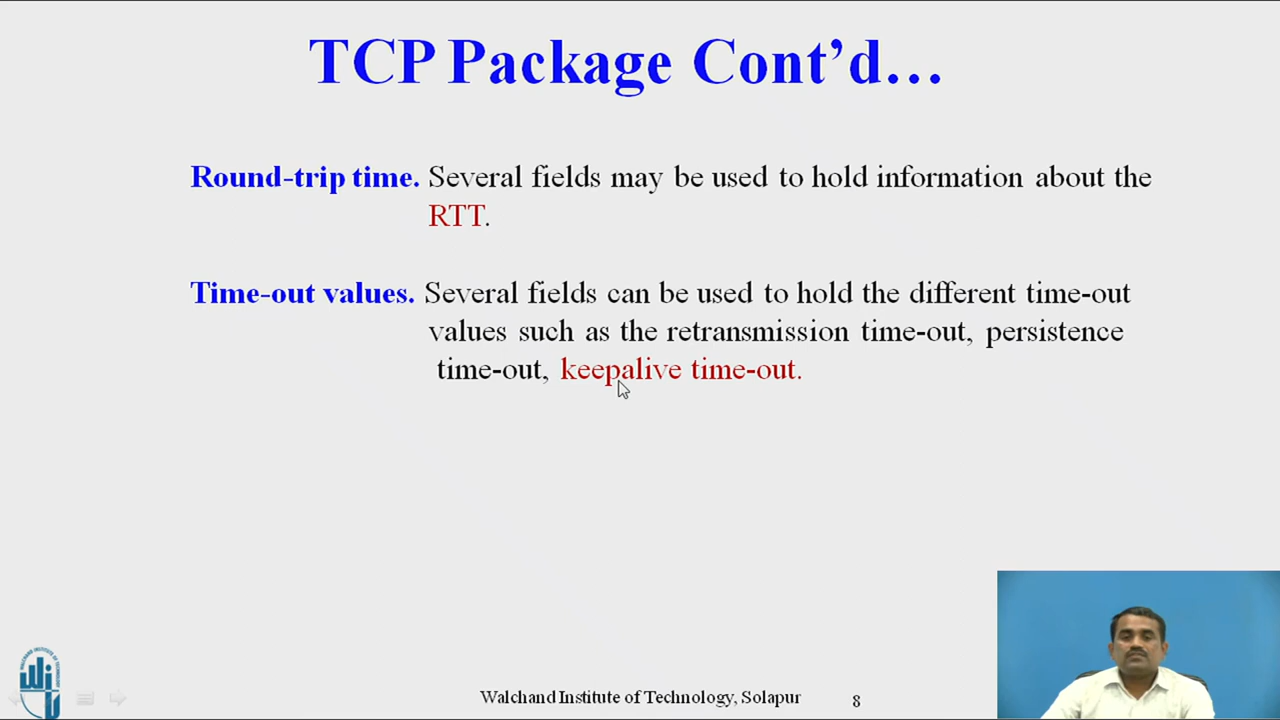 TCP Package Cont’d…
Round-trip time. Several fields may be used to hold information about the
RTT.
Time-out values. Several fields can be used to hold the different time-out
values such as the retransmission time-out, persistence
time-out, keepalive time-out.
Walchand Institute of Technology, Solapur 8